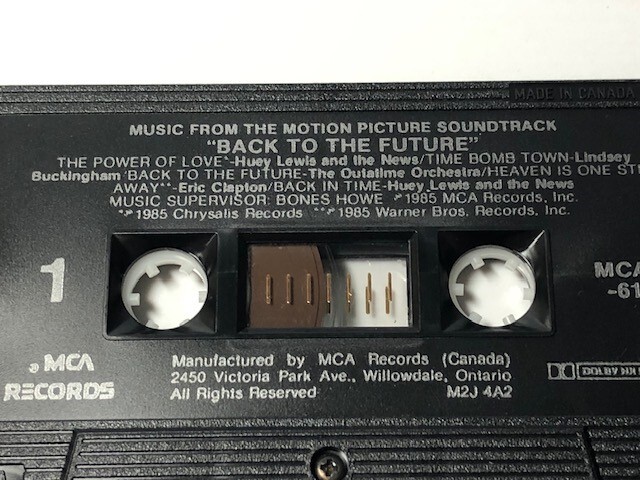 MADE IN CANADA
MUSIC FROM THE MOTION PICTURE SOUNDTRACK
"BACK TO THE FUTURE"
THE POWER OF LOVE*-Huey Lewis and the News/TIME BOMB TOWN-Lindsey
Buckingham/BACK TO THE FUTURE-The Outatime Orchestra/HEAVEN IS ONE STE
AWAY**-Eric Clapton/BACK IN TIME-Huey Lewis and the News
MUSIC SUPERVISOR: BONES HOWE ℗1985 MCA Records, Inc.
*℗1985 Chrysalis Records **℗1985 Warner Bros. Records, Inc.
1
MCA
-61
MCA RECORDS
Manufactured by MCA Records (Canada)
2450 Victoria Park Ave., Willowdale, Ontario
All Rights Reserved M2J 4A2
DOLBY